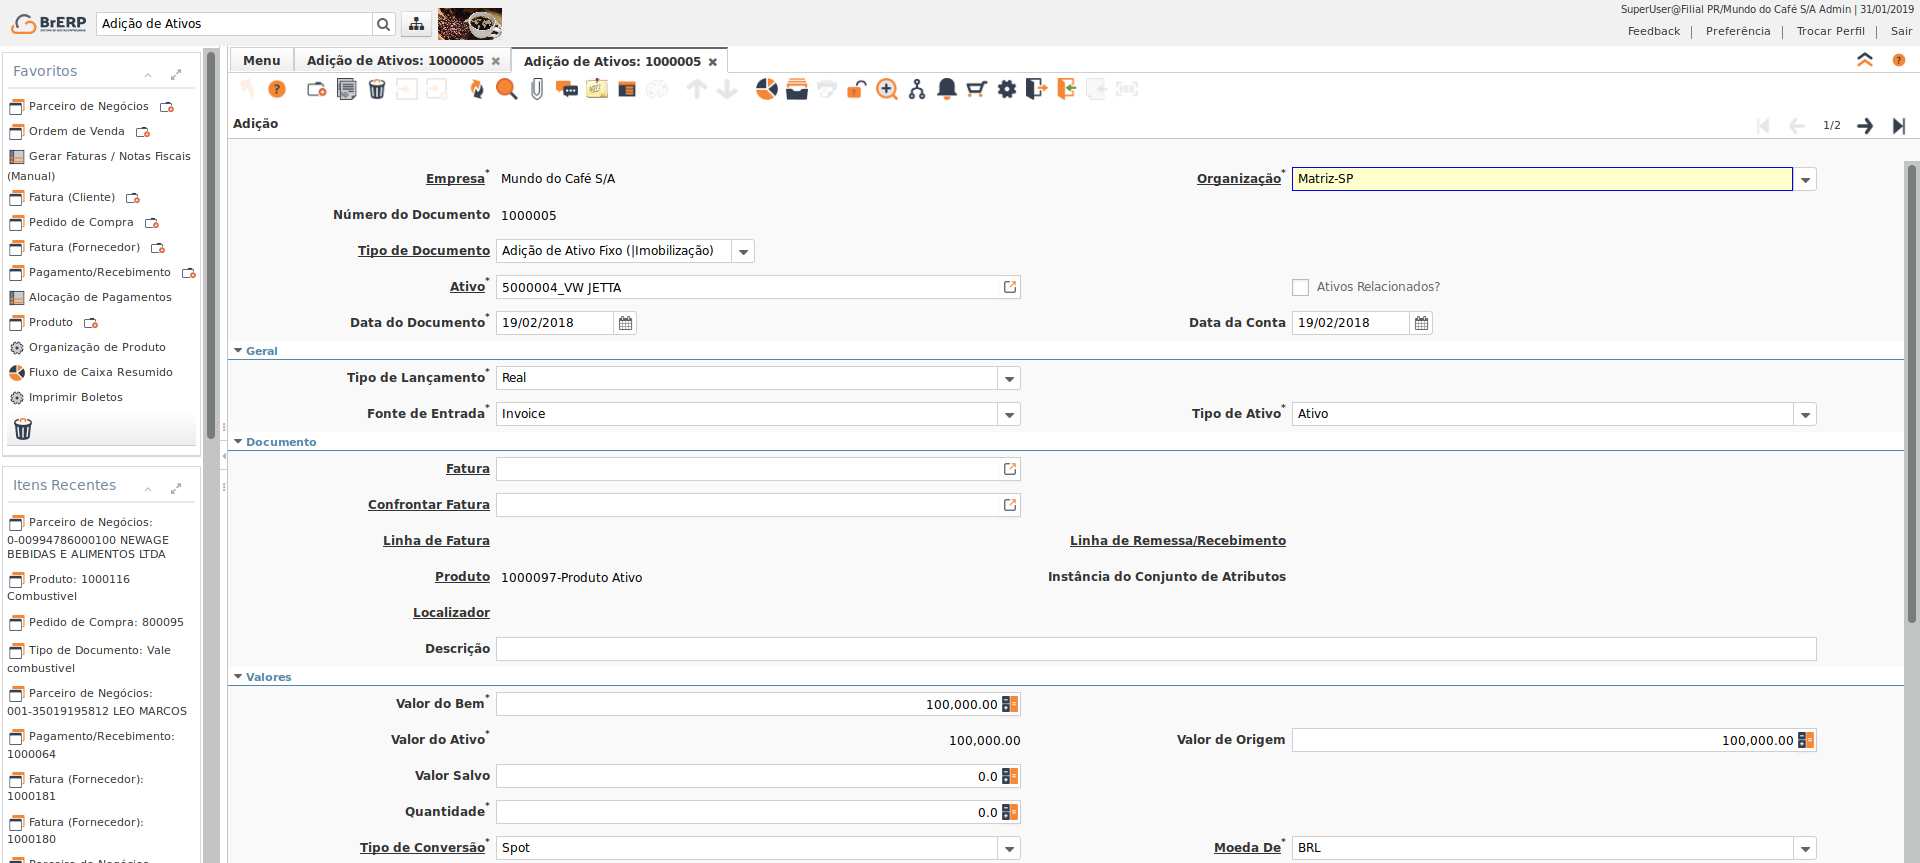 BrERP
Adição de Ativos
SuperUser@Filial PR/Mundo do Café S/A Admin | 31/01/2019
Feedback | Preferência | Trocar Perfil | Sair
Favoritos
Parceiro de Negócios
Ordem de Venda
Gerar Faturas / Notas Fiscais
(Manual)
Fatura (Cliente)
Pedido de Compra
Fatura (Fornecedor)
Pagamento/Recebimento
Alocação de Pagamentos
Produto
Organização de Produto
Fluxo de Caixa Resumido
Imprimir Boletos
Itens Recentes
Parceiro de Negócios:
0-00994786000100 NEWAGE
BEBIDAS E ALIMENTOS LTDA
Produto: 1000116
Combustivel
Pedido de Compra: 800095
Tipo de Documento: Vale
combustivel
Parceiro de Negócios:
001-35019195812 LEO MARCOS
Pagamento/Recebimento:
1000064
Fatura (Fornecedor):
1000181
Fatura (Fornecedor):
1000180
Parceiro de Negócios
Menu
Adição de Ativos: 1000005
Adição de Ativos: 1000005
Adição
1/2
Empresa* Mundo do Café S/A
Organização* Matriz-SP
Número do Documento 1000005
Tipo de Documento Adição de Ativo Fixo (|Imobilização)
Ativo* 5000004_VW JETTA
Ativos Relacionados?
Data do Documento* 19/02/2018
Data da Conta 19/02/2018
Geral
Tipo de Lançamento* Real
Fonte de Entrada* Invoice
Tipo de Ativo* Ativo
Documento
Fatura
Confrontar Fatura
Linha de Fatura
Linha de Remessa/Recebimento
Produto 1000097-Produto Ativo
Instância do Conjunto de Atributos
Localizador
Descrição
Valores
Valor do Bem* 100,000.00
Valor do Ativo* 100,000.00
Valor de Origem 100,000.00
Valor Salvo 0.0
Quantidade* 0.0
Tipo de Conversão* Spot
Moeda De* BRL